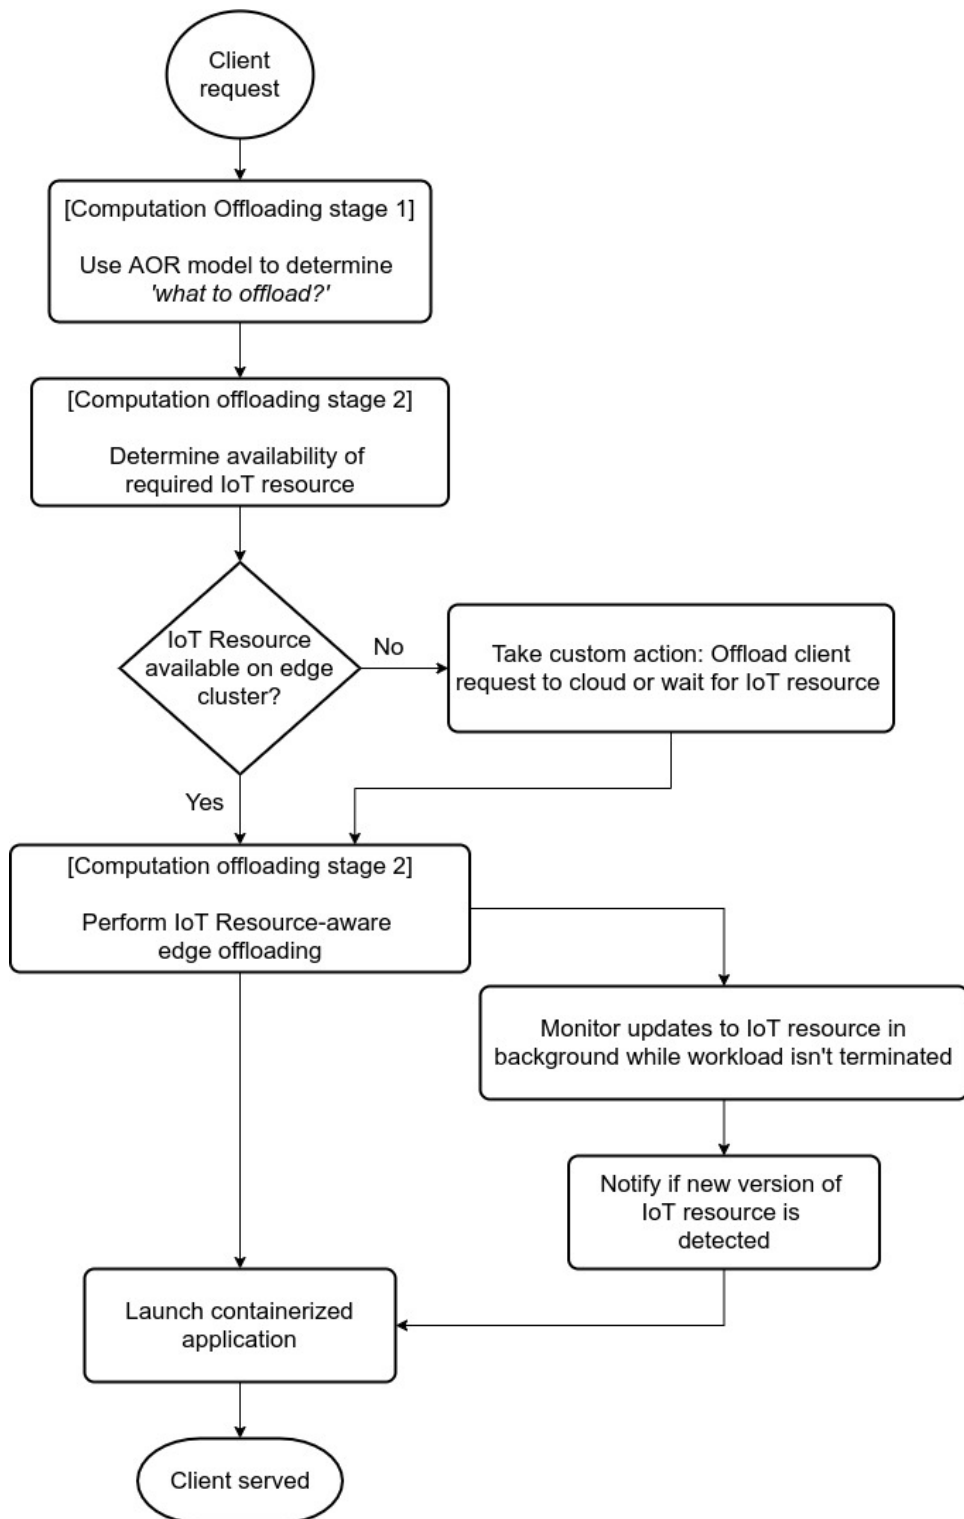 Client
request
[Computation Offloading stage 1]
Use AOR model to determine
'what to offload?'
[Computation offloading stage 2]
Determine availability of
required IoT resource
IoT Resource
available on edge
cluster?
No
Take custom action: Offload client
request to cloud or wait for IoT resource
Yes
[Computation offloading stage 2]
Perform IoT Resource-aware
edge offloading
Monitor updates to IoT resource in
background while workload isn't terminated
Notify if new version of
IoT resource is
detected
Launch containerized
application
Client served